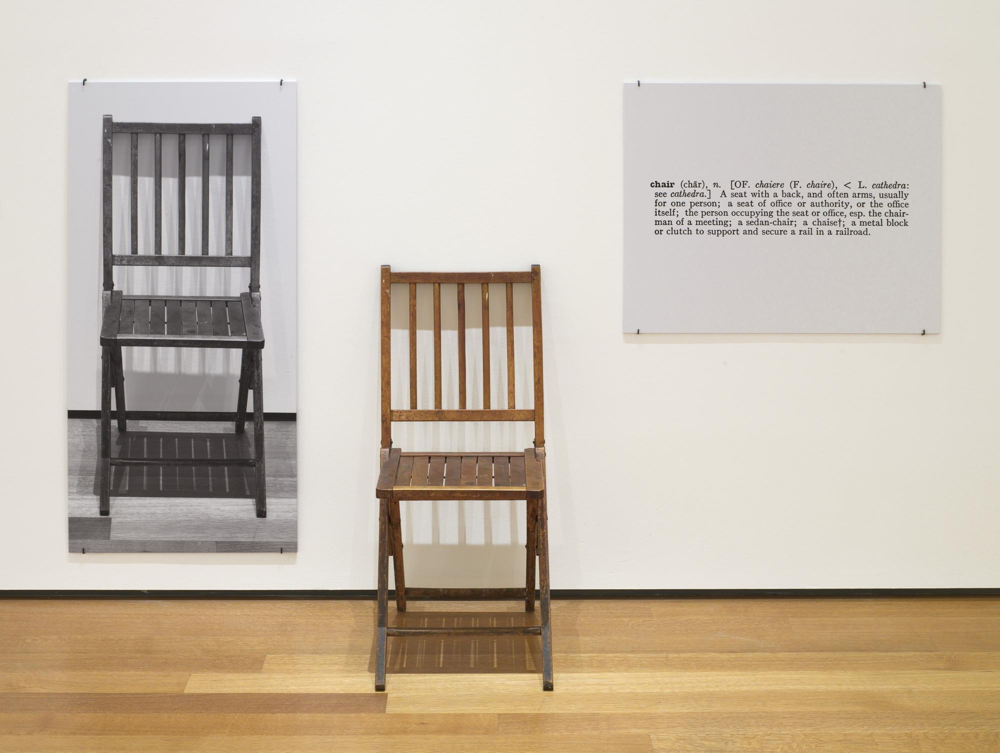 chair (chãr), n. [OF. chaiere (F. chaire), < L. cathedra:
see cathedra.] A seat with a back, and often arms, usually
for one person; a seat of office or authority, or the office
itself; the person occupying the seat or office, esp. the chair-
man of a meeting; a sedan-chair; a chaise†; a metal block
or clutch to support and secure a rail in a railroad.